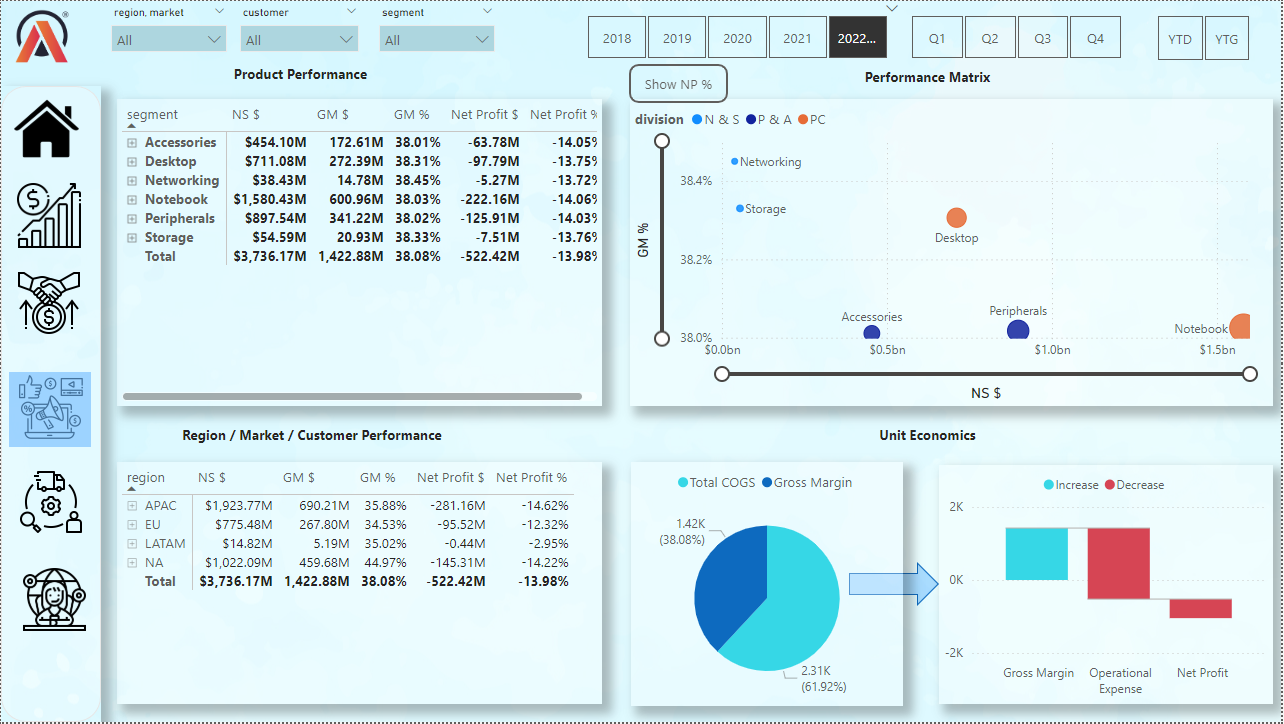 region, market
customer
segment
All
All
All
2018
2019
2020
2021
2022...
Q1
Q2
Q3
Q4
YTD
YTG
Product Performance
segment NS $ GM $ GM % Net Profit $ Net Profit %
Accessories $454.10M 172.61M 38.01% -63.78M -14.05%
Desktop $711.08M 272.39M 38.31% -97.79M -13.75%
Networking $38.43M 14.78M 38.45% -5.27M -13.72%
Notebook $1,580.43M 600.96M 38.03% -222.16M -14.06%
Peripherals $897.54M 341.22M 38.02% -125.91M -14.03%
Storage $54.59M 20.93M 38.33% -7.51M -13.76%
Total $3,736.17M 1,422.88M 38.08% -522.42M -13.98%
Show NP %
Performance Matrix
division N & S P & A PC
Networking
38.4%
Storage
Desktop
GM %
38.2%
Accessories
Peripherals
Notebook
38.0%
$0.0bn $0.5bn $1.0bn $1.5bn
NS $
Region / Market / Customer Performance
region NS $ GM $ GM % Net Profit $ Net Profit %
APAC $1,923.77M 690.21M 35.88% -281.16M -14.62%
EU $775.48M 267.80M 34.53% -95.52M -12.32%
LATAM $14.82M 5.19M 35.02% -0.44M -2.95%
NA $1,022.09M 459.68M 44.97% -145.31M -14.22%
Total $3,736.17M 1,422.88M 38.08% -522.42M -13.98%
Unit Economics
Total COGS Gross Margin
1.42K
(38.08%)
2.31K
(61.92%)
Increase Decrease
2K
0K
-2K
Gross Margin
Operational
Expense
Net Profit